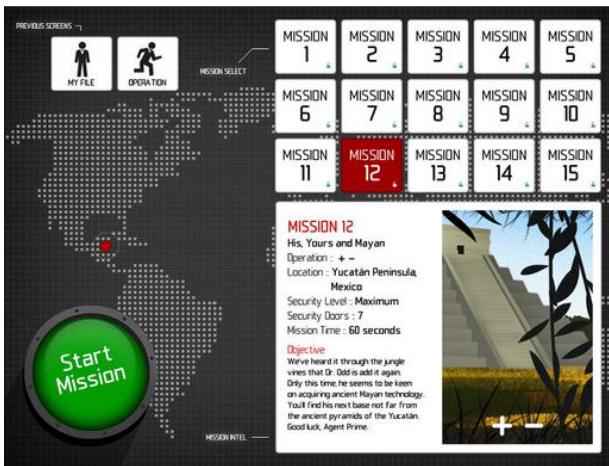 PREVIOUS SCREENS
MY FILE
OPERATION
MISSION SELECT
MISSION
1
MISSION
2
MISSION
3
MISSION
4
MISSION
5
MISSION
6
MISSION
7
MISSION
8
MISSION
9
MISSION
10
MISSION
11
MISSION
12
MISSION
13
MISSION
14
MISSION
15
MISSION 12
His, Yours and Mayan
Operation :: + -
Location :: Yucatán Peninsula,
Mexico
Security Level :: Maximum
Security Doors :: 7
Mission Time :: 60 seconds
Objective
We've heard it through the jungle
vines that Dr. Odd is add it again.
Only this time, he seems to be keen
on acquiring ancient Mayan technology.
You'll find his next base not far from
the ancient pyramids of the Yucatán.
Good luck, Agent Prime.
+ -
Start
Mission
MISSION INTEL